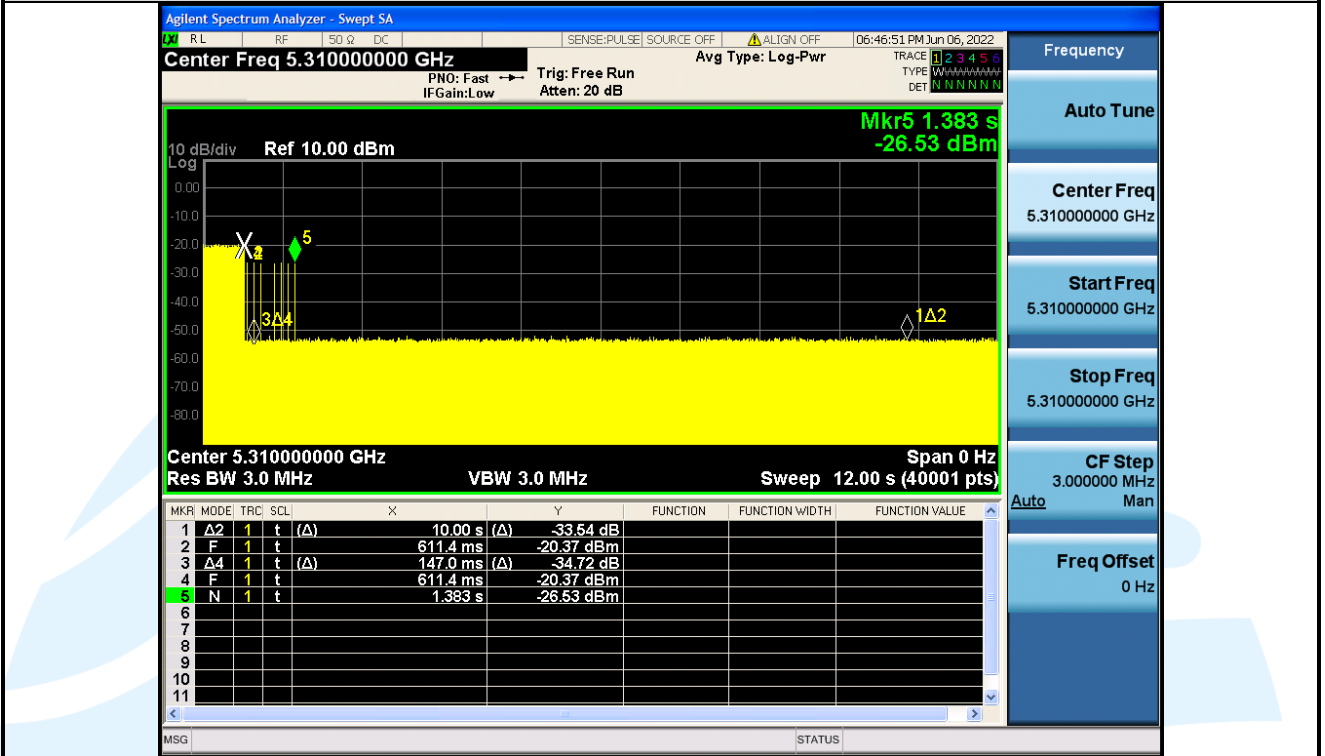 Agilent Spectrum Analyzer - Swept SA
LXI RL RF 50 Ω DC SENSE:PULSE SOURCE OFF ALIGN OFF 06:46:51 PM Jun 06, 2022
Center Freq 5.310000000 GHz
PNO: Fast
IFGain:Low
Trig: Free Run
Atten: 20 dB
Avg Type: Log-Pwr
TRACE 1 2 3 4 5 6
TYPE WWWWWW
DET N N N N N N
Mkr5 1.383 s
-26.53 dBm
10 dB/div Ref 10.00 dBm
Log
0.00
-10.0
-20.0
-30.0
-40.0
-50.0
-60.0
-70.0
-80.0
5
3Δ4
1Δ2
Center 5.310000000 GHz Span 0 Hz
Res BW 3.0 MHz VBW 3.0 MHz Sweep 12.00 s (40001 pts)
MKR MODE TRC SCL X Y FUNCTION FUNCTION WIDTH FUNCTION VALUE
1 Δ2 1 t (Δ) 10.00 s (Δ) -33.54 dB
2 F 1 t 611.4 ms -20.37 dBm
3 Δ4 1 t (Δ) 147.0 ms (Δ) -34.72 dB
4 F 1 t 611.4 ms -20.37 dBm
5 N 1 t 1.383 s -26.53 dBm
6
7
8
9
10
11
MSG STATUS
Frequency
Auto Tune
Center Freq
5.310000000 GHz
Start Freq
5.310000000 GHz
Stop Freq
5.310000000 GHz
CF Step
3.000000 MHz
Auto Man
Freq Offset
0 Hz